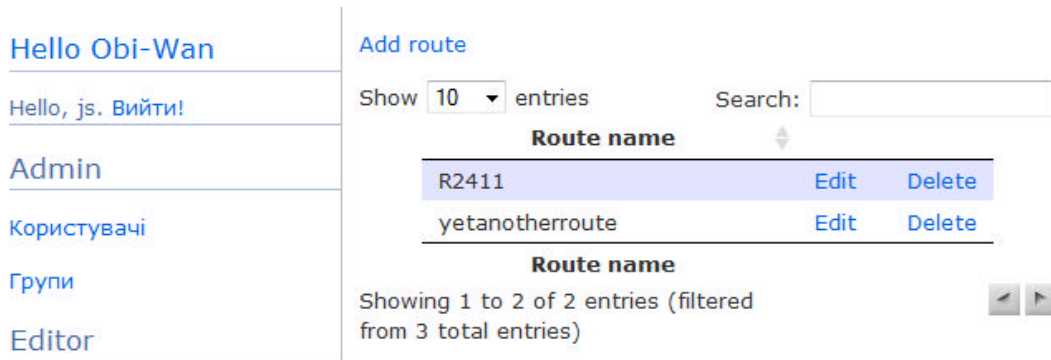 Hello Obi-Wan
Hello, js. Вийти!
Admin
Користувачі
Групи
Editor
Add route
Show 10 entries Search:
Route name
R2411 Edit Delete
yetanotherroute Edit Delete
Route name
Showing 1 to 2 of 2 entries (filtered
from 3 total entries)